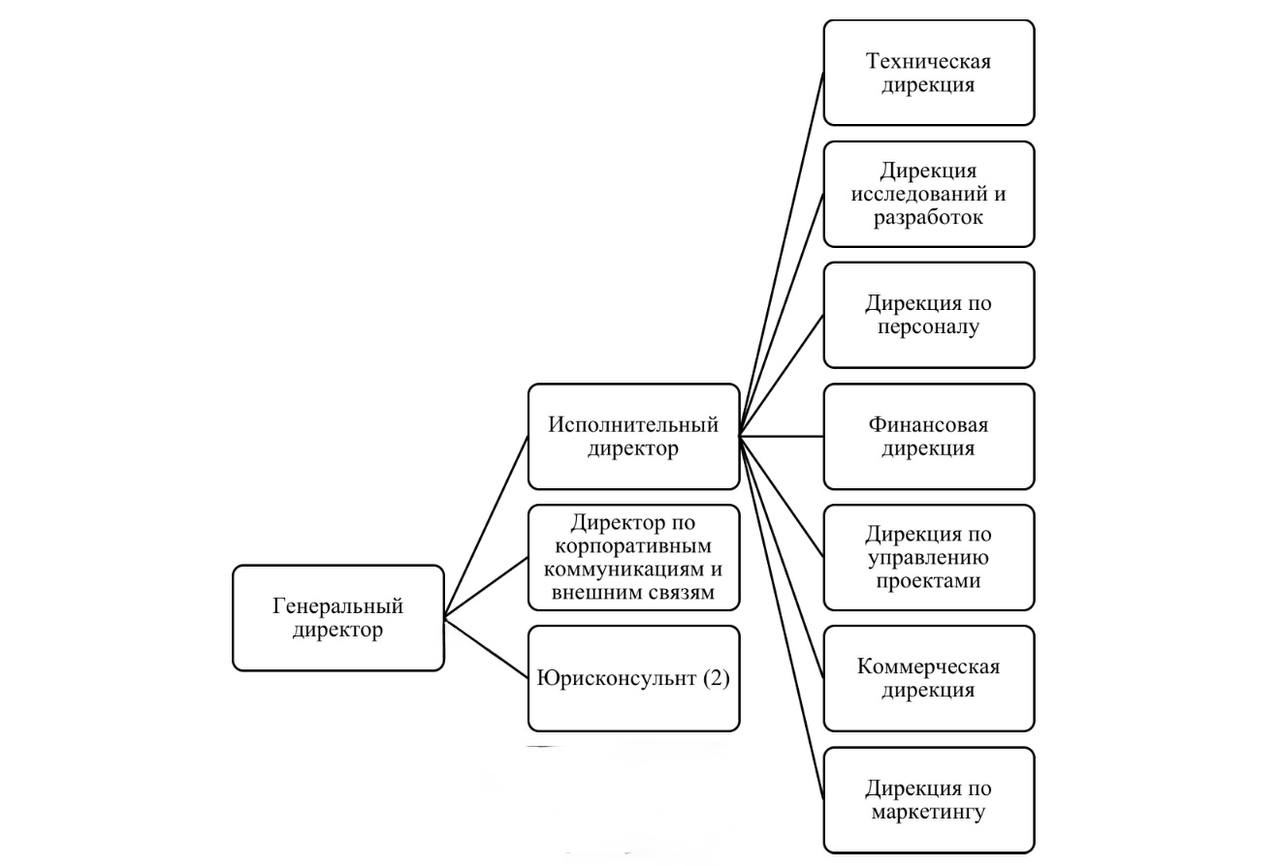 Генеральный
директор
Исполнительный
директор
Директор по
корпоративным
коммуникациям и
внешним связям
Юрисконсульнт (2)
Техническая
дирекция
Дирекция
исследований и
разработок
Дирекция по
персоналу
Финансовая
дирекция
Дирекция по
управлению
проектами
Коммерческая
дирекция
Дирекция по
маркетингу